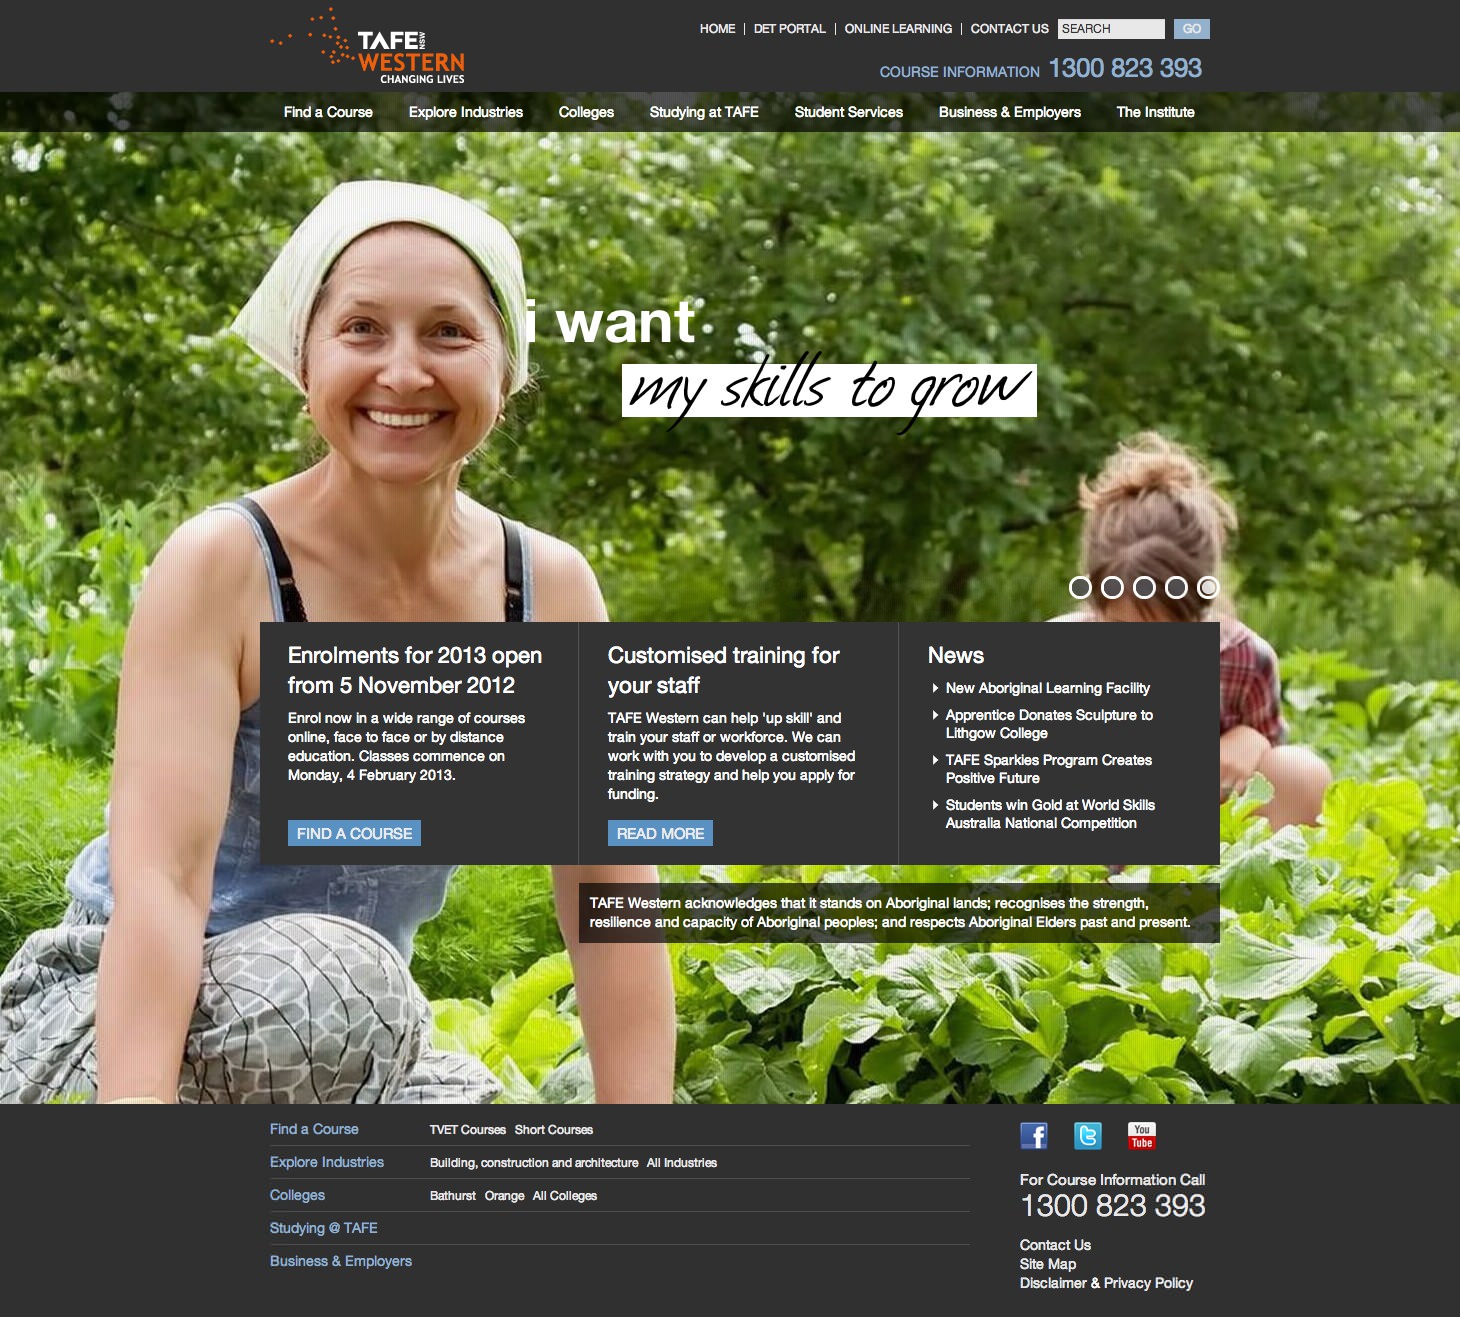 TAFE NSW
WESTERN
CHANGING LIVES
HOME | DET PORTAL | ONLINE LEARNING | CONTACT US SEARCH GO
COURSE INFORMATION 1300 823 393
Find a Course Explore Industries Colleges Studying at TAFE Student Services Business & Employers The Institute
i want
my skills to grow
Enrolments for 2013 open
from 5 November 2012
Enrol now in a wide range of courses
online, face to face or by distance
education. Classes commence on
Monday, 4 February 2013.
FIND A COURSE
Customised training for
your staff
TAFE Western can help 'up skill' and
train your staff or workforce. We can
work with you to develop a customised
training strategy and help you apply for
funding.
READ MORE
News
New Aboriginal Learning Facility
Apprentice Donates Sculpture to
Lithgow College
TAFE Sparkies Program Creates
Positive Future
Students win Gold at World Skills
Australia National Competition
TAFE Western acknowledges that it stands on Aboriginal lands; recognises the strength,
resilience and capacity of Aboriginal peoples; and respects Aboriginal Elders past and present.
Find a Course TVET Courses Short Courses
Explore Industries Building, construction and architecture All Industries
Colleges Bathurst Orange All Colleges
Studying @ TAFE
Business & Employers
f t You
Tube
For Course Information Call
1300 823 393
Contact Us
Site Map
Disclaimer & Privacy Policy